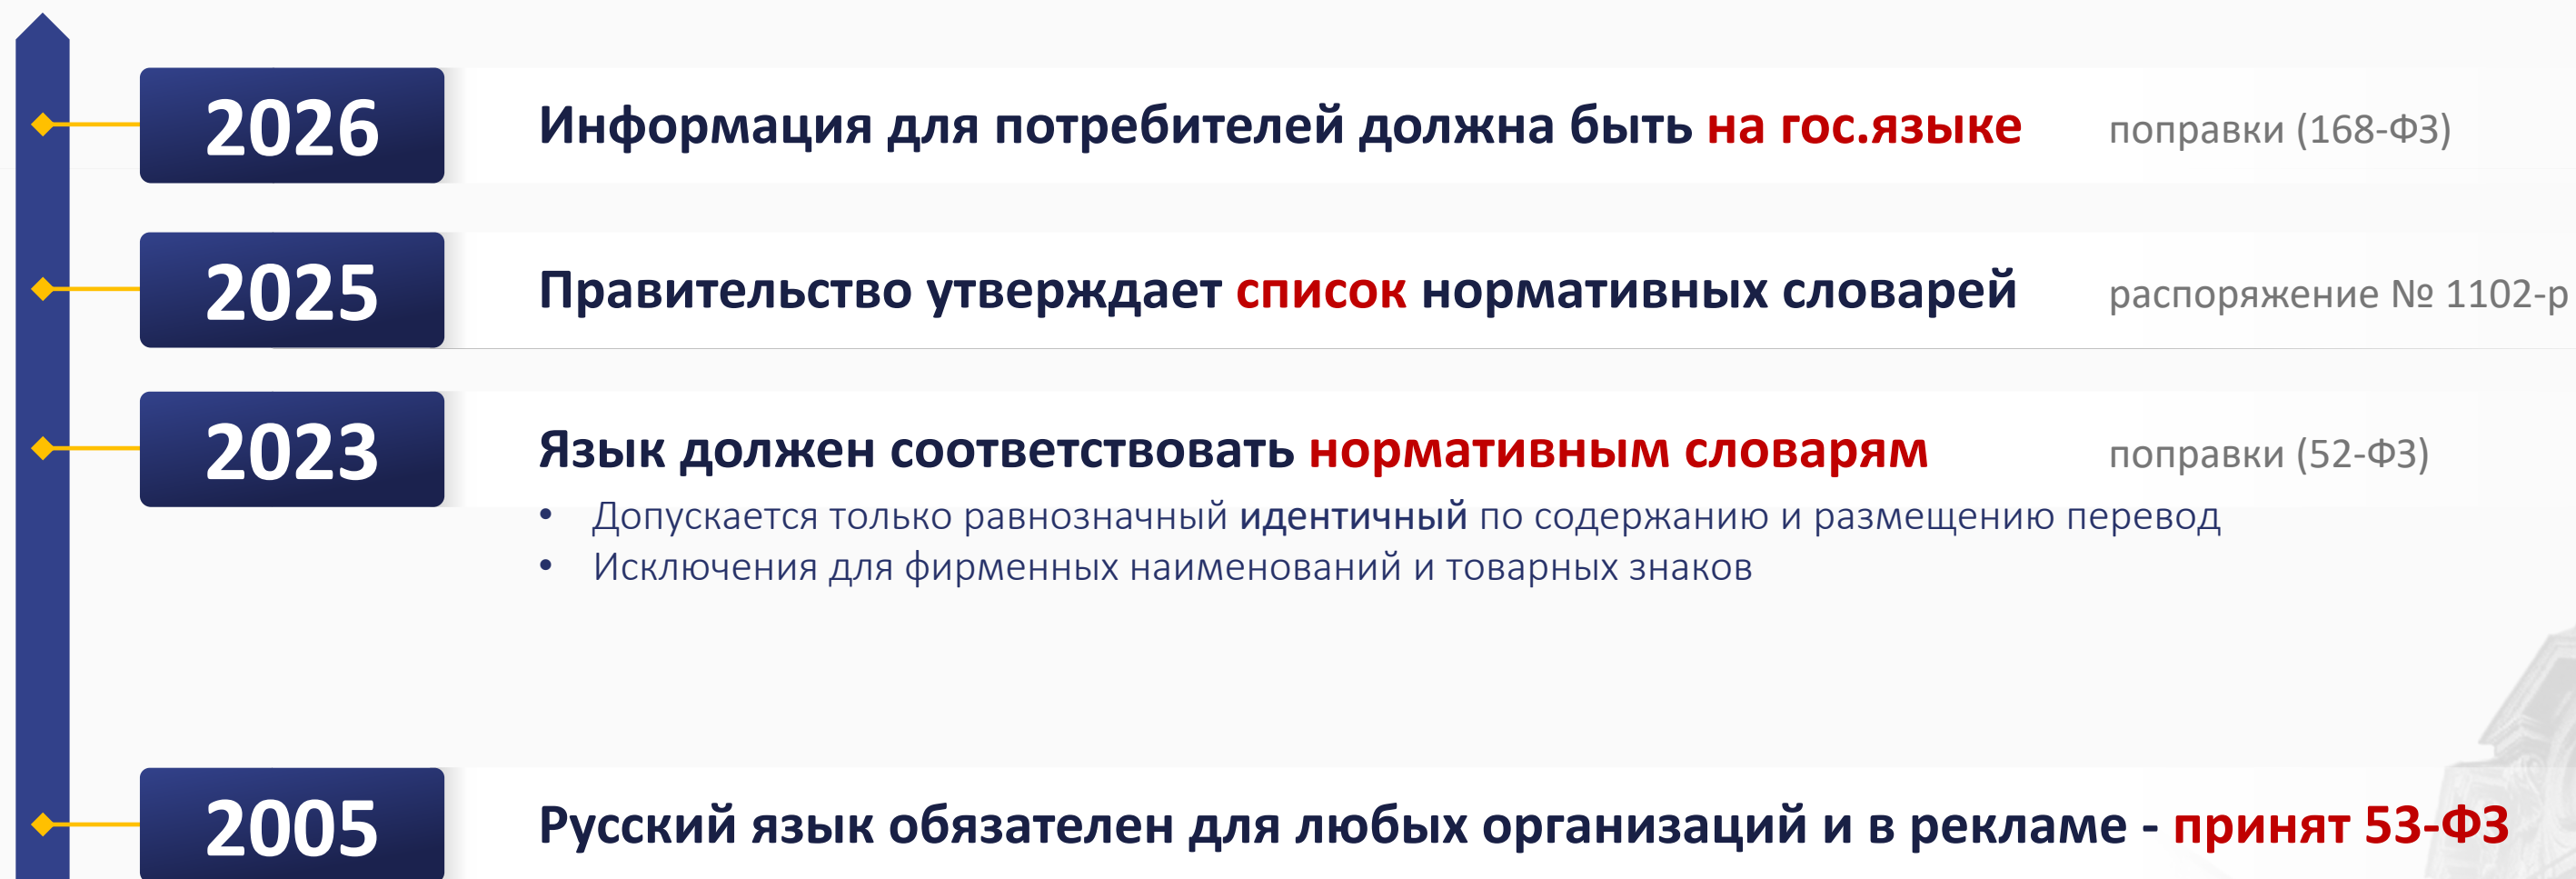 2026
Информация для потребителей должна быть на гос.языке поправки (168-ФЗ)
2025
Правительство утверждает список нормативных словарей распоряжение № 1102-р
2023
Язык должен соответствовать нормативным словарям поправки (52-ФЗ)
• Допускается только равнозначный идентичный по содержанию и размещению перевод
• Исключения для фирменных наименований и товарных знаков
2005
Русский язык обязателен для любых организаций и в рекламе - принят 53-ФЗ